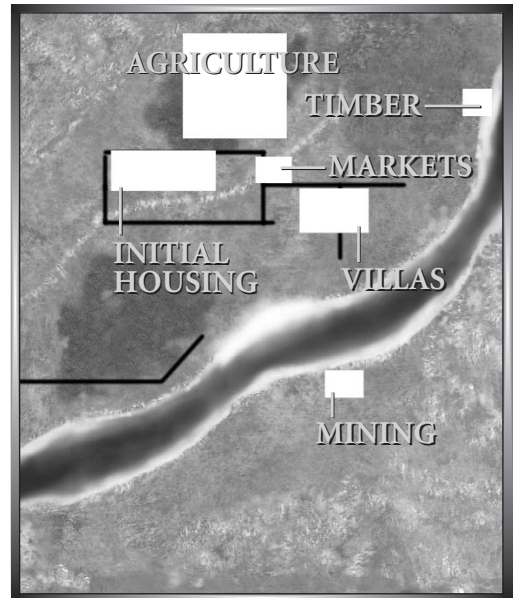 AGRICULTURE
TIMBER
MARKETS
INITIAL
HOUSING
VILLAS
MINING